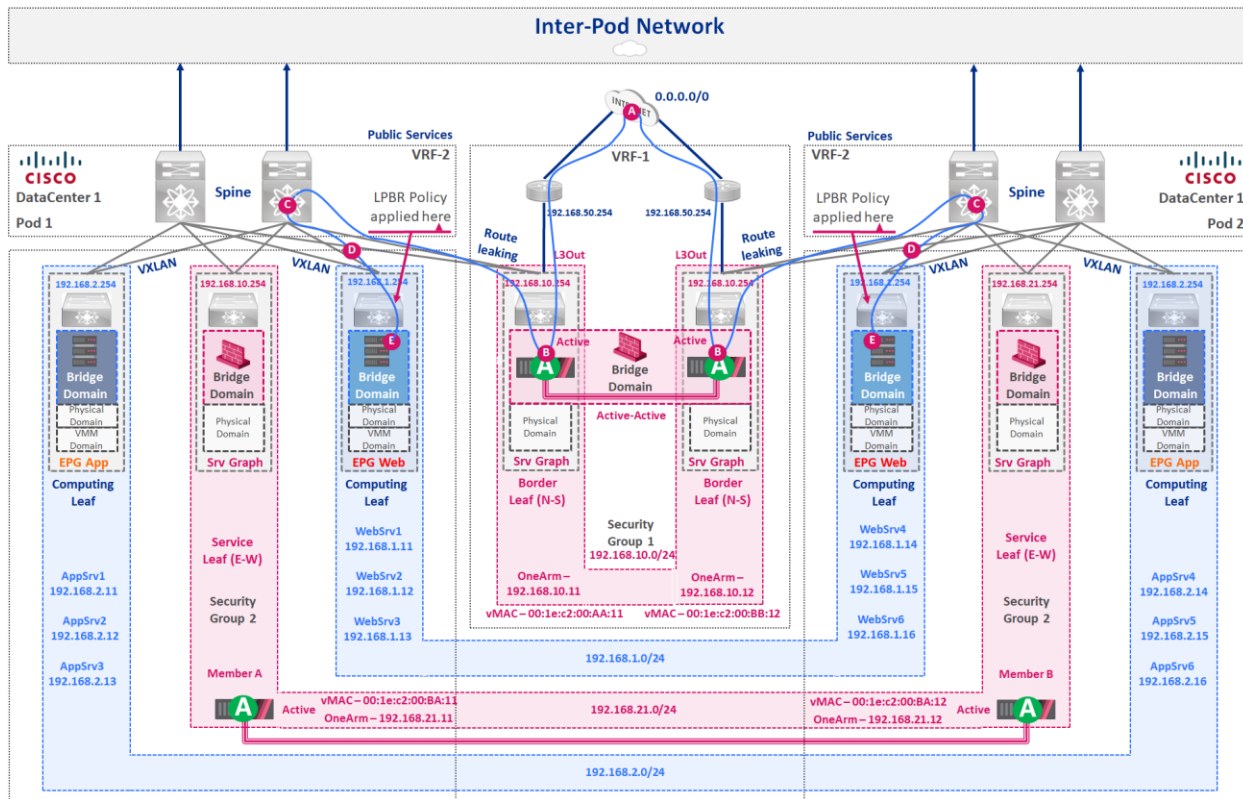 Inter-Pod Network
0.0.0.0/0
INTERNET
A
Public Services
VRF-2
CISCO
DataCenter 1
Pod 1
Spine
C
LPBR Policy
applied here
D
VXLAN
VXLAN
Route
leaking
VRF-1
192.168.50.254
192.168.50.254
L3Out
L3Out
Route
leaking
Public Services
VRF-2
LPBR Policy
applied here
C
Spine
CISCO
DataCenter 1
Pod 2
D
VXLAN
VXLAN
192.168.2.254
Bridge
Domain
Physical
Domain
VMM
Domain
EPG App
Computing
Leaf
192.168.10.254
Bridge
Domain
Physical
Domain
Srv Graph
192.168.1.254
E
Bridge
Domain
Physical
Domain
VMM
Domain
EPG Web
Computing
Leaf
192.168.10.254
Active
B
A
Physical
Domain
Srv Graph
Border
Leaf (N-S)
Bridge
Domain
Active-Active
192.168.10.254
Active
B
A
Physical
Domain
Srv Graph
Border
Leaf (N-S)
192.168.1.254
E
Bridge
Domain
Physical
Domain
VMM
Domain
EPG Web
Computing
Leaf
192.168.21.254
Bridge
Domain
Physical
Domain
Srv Graph
192.168.2.254
Bridge
Domain
Physical
Domain
VMM
Domain
EPG App
Computing
Leaf
AppSrv1
192.168.2.11
AppSrv2
192.168.2.12
AppSrv3
192.168.2.13
Service
Leaf (E-W)
Security
Group 2
Member A
WebSrv1
192.168.1.11
WebSrv2
192.168.1.12
WebSrv3
192.168.1.13
Security
Group 1
192.168.10.0/24
OneArm –
192.168.10.11
vMAC – 00:1e:c2:00:AA:11
OneArm –
192.168.10.12
vMAC – 00:1e:c2:00:BB:12
WebSrv4
192.168.1.14
WebSrv5
192.168.1.15
WebSrv6
192.168.1.16
Service
Leaf (E-W)
Security
Group 2
Member B
AppSrv4
192.168.2.14
AppSrv5
192.168.2.15
AppSrv6
192.168.2.16
192.168.1.0/24
A
Active
vMAC – 00:1e:c2:00:BA:11
OneArm – 192.168.21.11
192.168.21.0/24
vMAC – 00:1e:c2:00:BA:12
OneArm – 192.168.21.12
Active
A
192.168.2.0/24